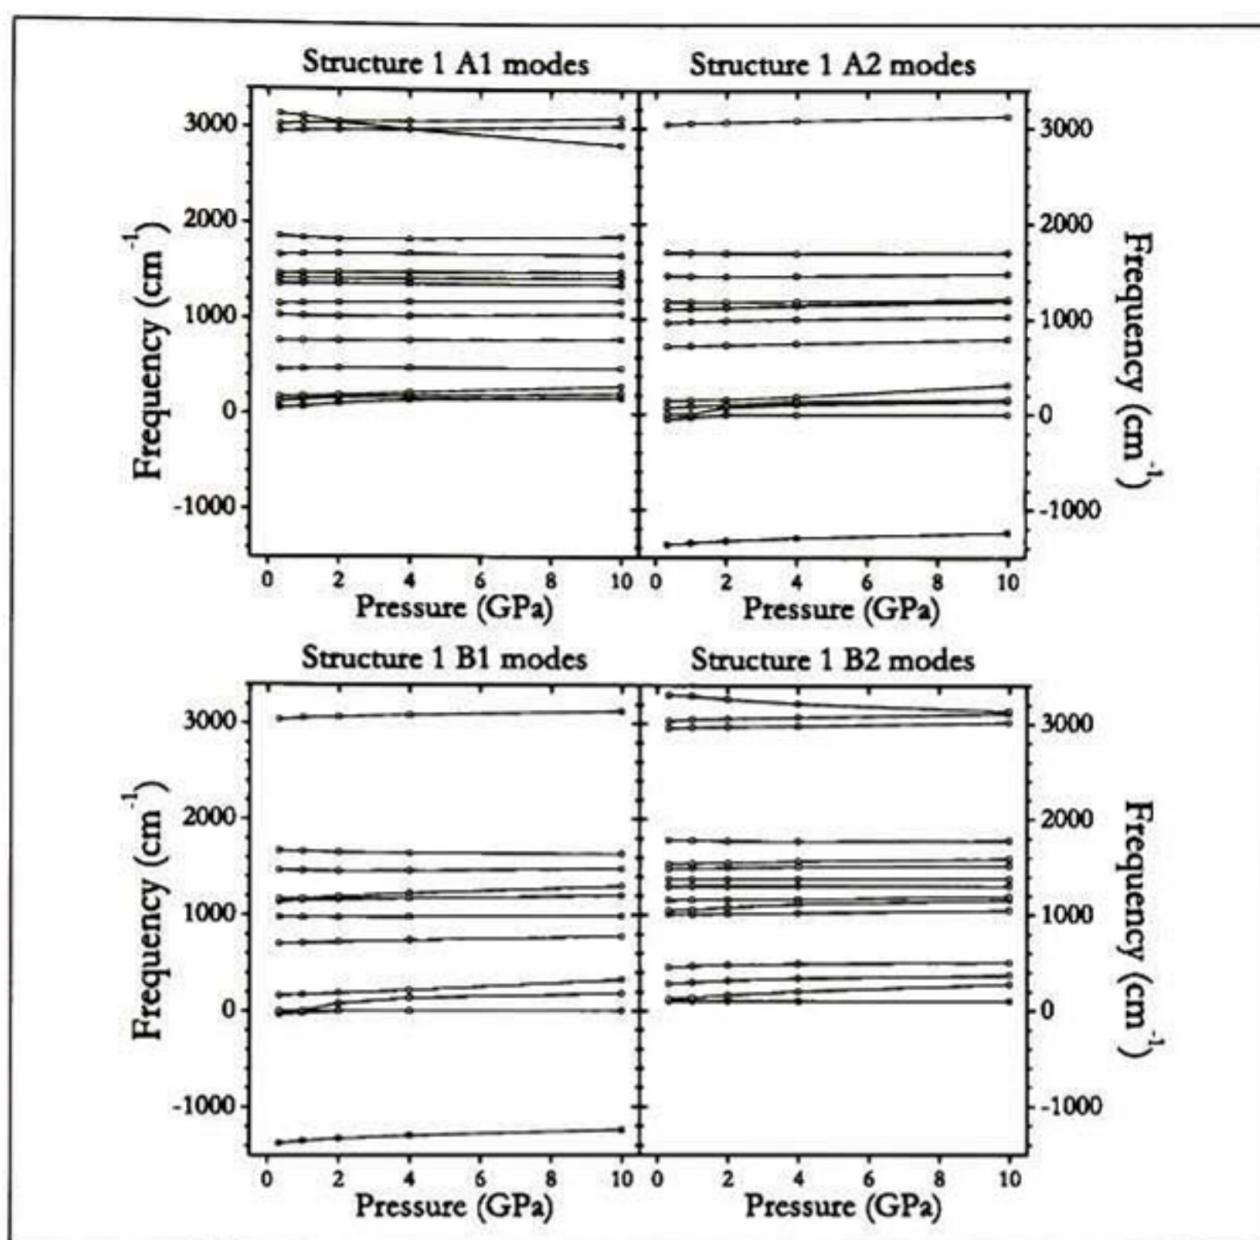 Structure 1 A1 modes
Structure 1 A2 modes
3000
2000
1000
0
-1000
Frequency (cm-1)
3000
2000
1000
0
-1000
Frequency (cm-1)
0 2 4 6 8 10
Pressure (GPa)
0 2 4 6 8 10
Pressure (GPa)
Structure 1 B1 modes
Structure 1 B2 modes
3000
2000
1000
0
-1000
Frequency (cm-1)
3000
2000
1000
0
-1000
Frequency (cm-1)
0 2 4 6 8 10
Pressure (GPa)
0 2 4 6 8 10
Pressure (GPa)